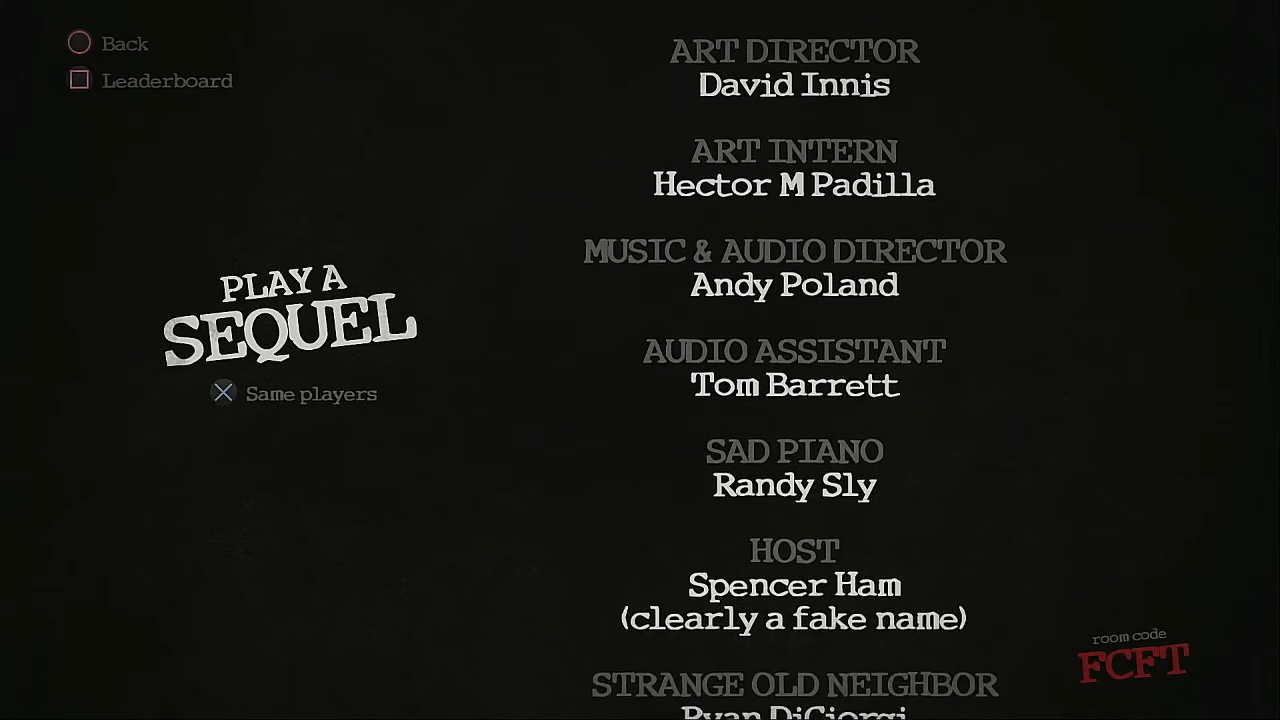 Back
Leaderboard
PLAY A
SEQUEL
Same players
ART DIRECTOR
David Innis
ART INTERN
Hector M Padilla
MUSIC & AUDIO DIRECTOR
Andy Poland
AUDIO ASSISTANT
Tom Barrett
SAD PIANO
Randy Sly
HOST
Spencer Ham
(clearly a fake name)
STRANGE OLD NEIGHBOR
Ryan DiGiorgi
room code
FCFT